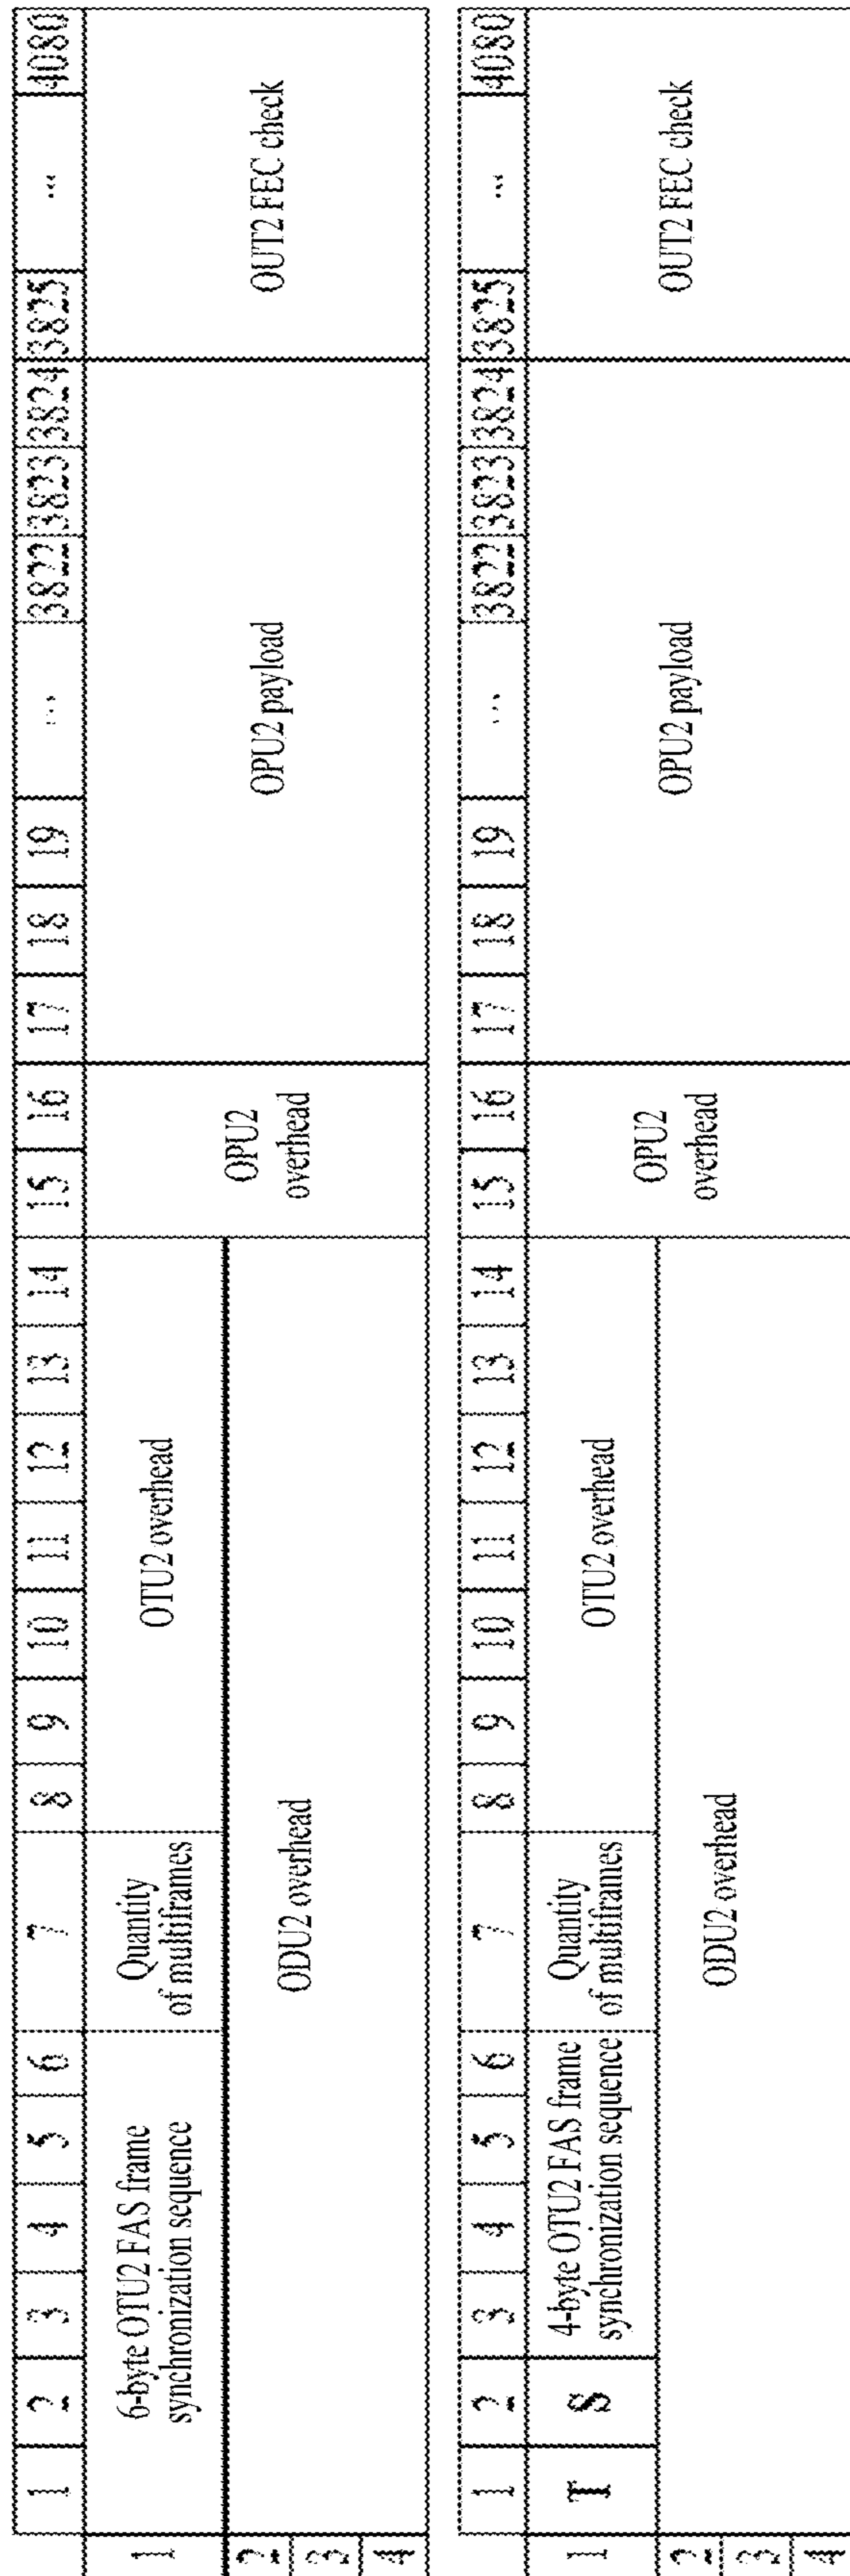 1 2 3 4 5 6 7 8 9 10 11 12 13 14 15 16 17 18 19 ... 3822 3823 3824 3825 ... 4080
1
2
3
4
6-byte OTU2 FAS frame
synchronization sequence
Quantity
of multiframes
OTU2 overhead
ODU2 overhead
OPU2
overhead
OPU2 payload
OUT2 FEC check
1 2 3 4 5 6 7 8 9 10 11 12 13 14 15 16 17 18 19 ... 3822 3823 3824 3825 ... 4080
1
2
3
4
T
S
4-byte OTU2 FAS frame
synchronization sequence
Quantity
of multiframes
OTU2 overhead
ODU2 overhead
OPU2
overhead
OPU2 payload
OUT2 FEC check